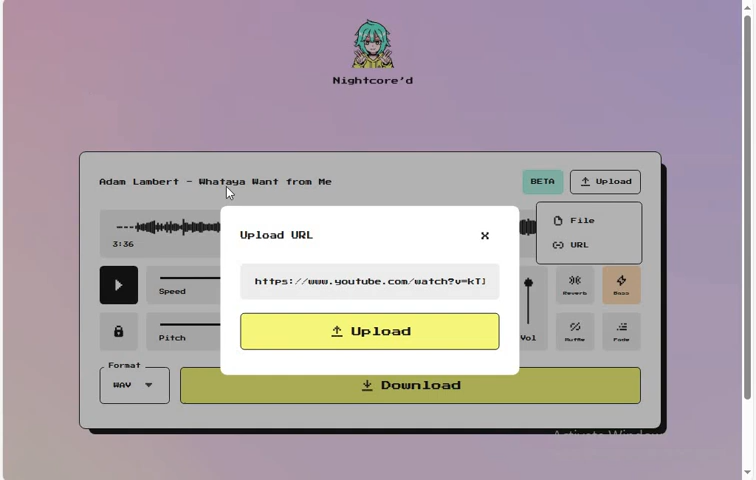 Nightcore'd
Adam Lambert - Whataya Want from Me
BETA
Upload
File
URL
3:36
Upload URL
X
https://www.youtube.com/watch?v=kT
Upload
Speed
Pitch
Vol
Reverb
Bass
Muffle
Fade
Format
WAV
Download